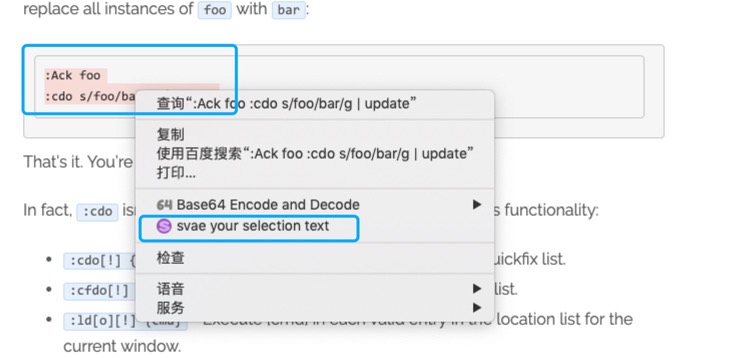 replace all instances of foo with bar:
:Ack foo
:cdo s/foo/ba
查询“:Ack foo :cdo s/foo/bar/g | update”
复制
使用百度搜索“:Ack foo :cdo s/foo/bar/g | update”
打印...
64 Base64 Encode and Decode
S svae your selection text
检查
语音
服务
That's it. You're
In fact, :cdo is
s functionality:
:cdo[!] {
uickfix list.
:cfdo[!]
list.
:ld[o][!] {cmd} - Execute {cmd} in each valid entry in the location list for the
current window.